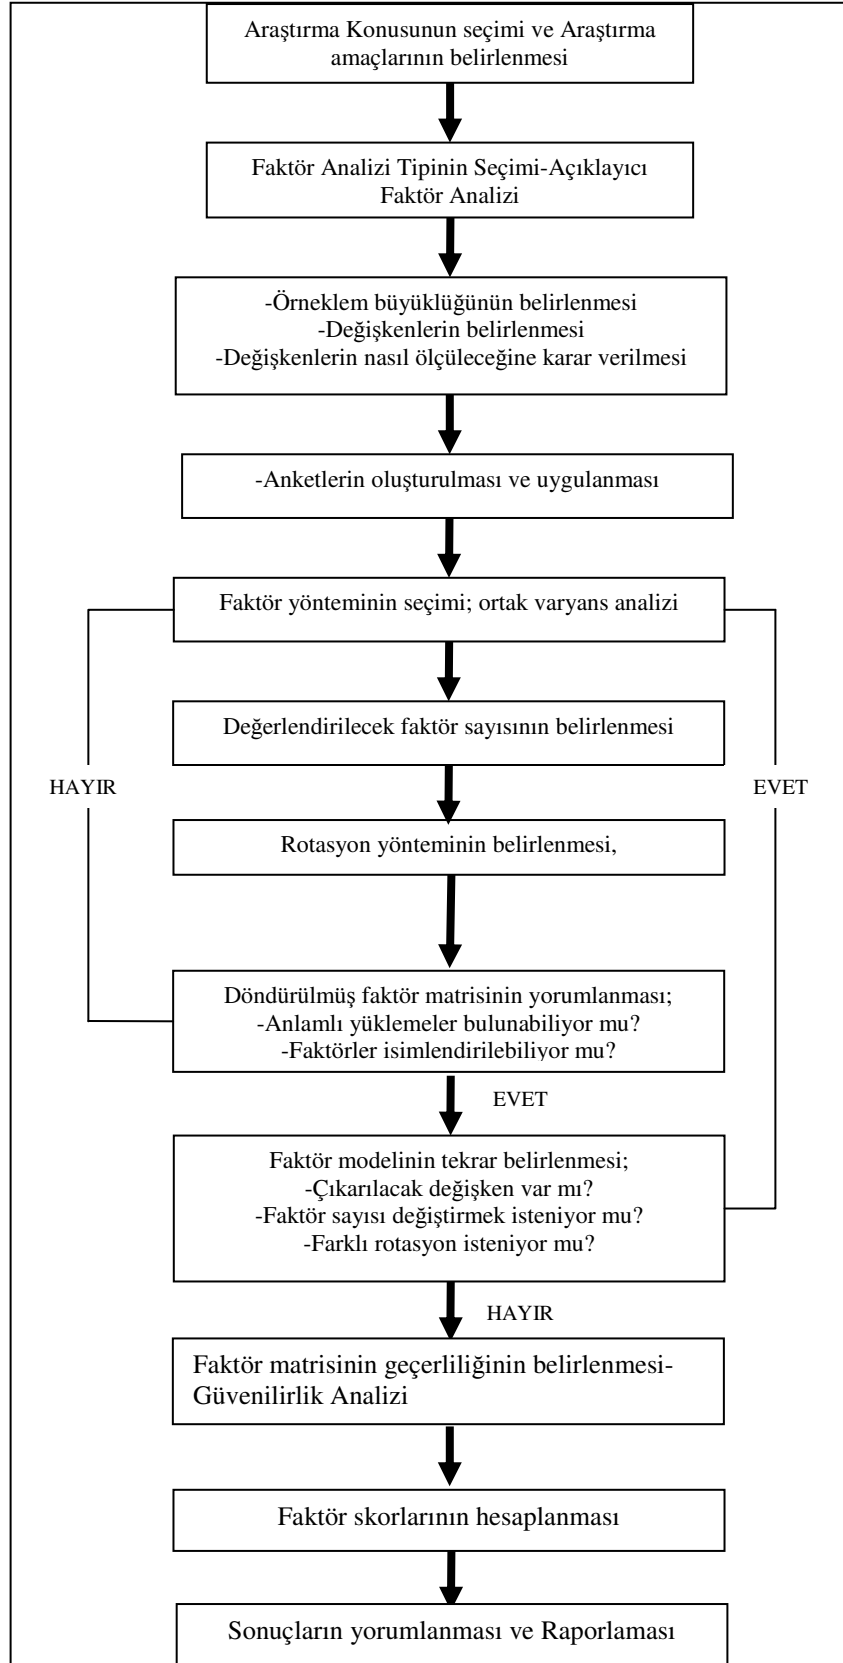 Araştırma Konusunun seçimi ve Araştırma
amaçlarının belirlenmesi
Faktör Analizi Tipinin Seçimi-Açıklayıcı
Faktör Analizi
-Örneklem büyüklüğünün belirlenmesi
-Değişkenlerin belirlenmesi
-Değişkenlerin nasıl ölçüleceğine karar verilmesi
-Anketlerin oluşturulması ve uygulanması
Faktör yönteminin seçimi; ortak varyans analizi
Değerlendirilecek faktör sayısının belirlenmesi
HAYIR
EVET
Rotasyon yönteminin belirlenmesi,
Döndürülmüş faktör matrisinin yorumlanması;
-Anlamlı yüklemeler bulunabiliyor mu?
-Faktörler isimlendirilebiliyor mu?
EVET
Faktör modelinin tekrar belirlenmesi;
-Çıkarılacak değişken var mı?
-Faktör sayısı değiştirmek isteniyor mu?
-Farklı rotasyon isteniyor mu?
HAYIR
Faktör matrisinin geçerliliğinin belirlenmesi-
Güvenilirlik Analizi
Faktör skorlarının hesaplanması
Sonuçların yorumlanması ve Raporlaması